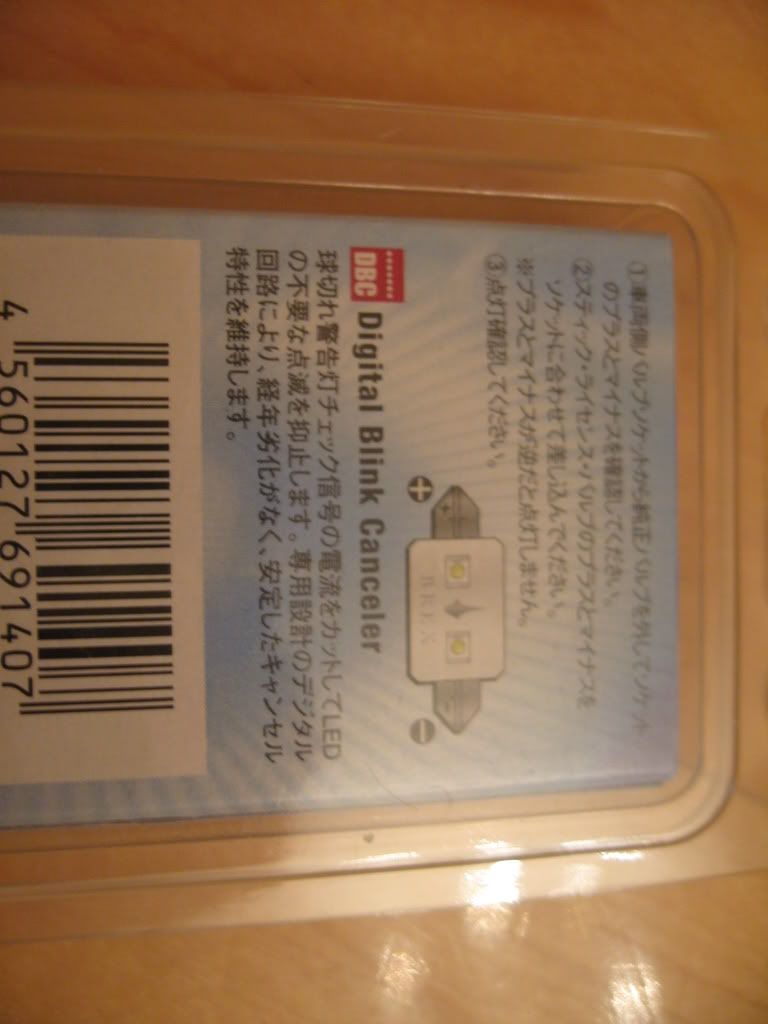 ①車両側バルブソケットから純正バルブを外してソケット
のプラスとマイナスを確認してください。
②スティック・ライセンス・バルブのプラスとマイナスを
ソケットに合わせて差し込んでください。
※プラスとマイナスが逆だと点灯しません。
③点灯確認してください。
+
BREX
−
DBC Digital Blink Canceler
球切れ警告灯チェック信号の電流をカットしてLED
の不要な点滅を抑止します。専用設計のデジタル
回路により、経年劣化がなく、安定したキャンセル
特性を維持します。
4 560127 691407